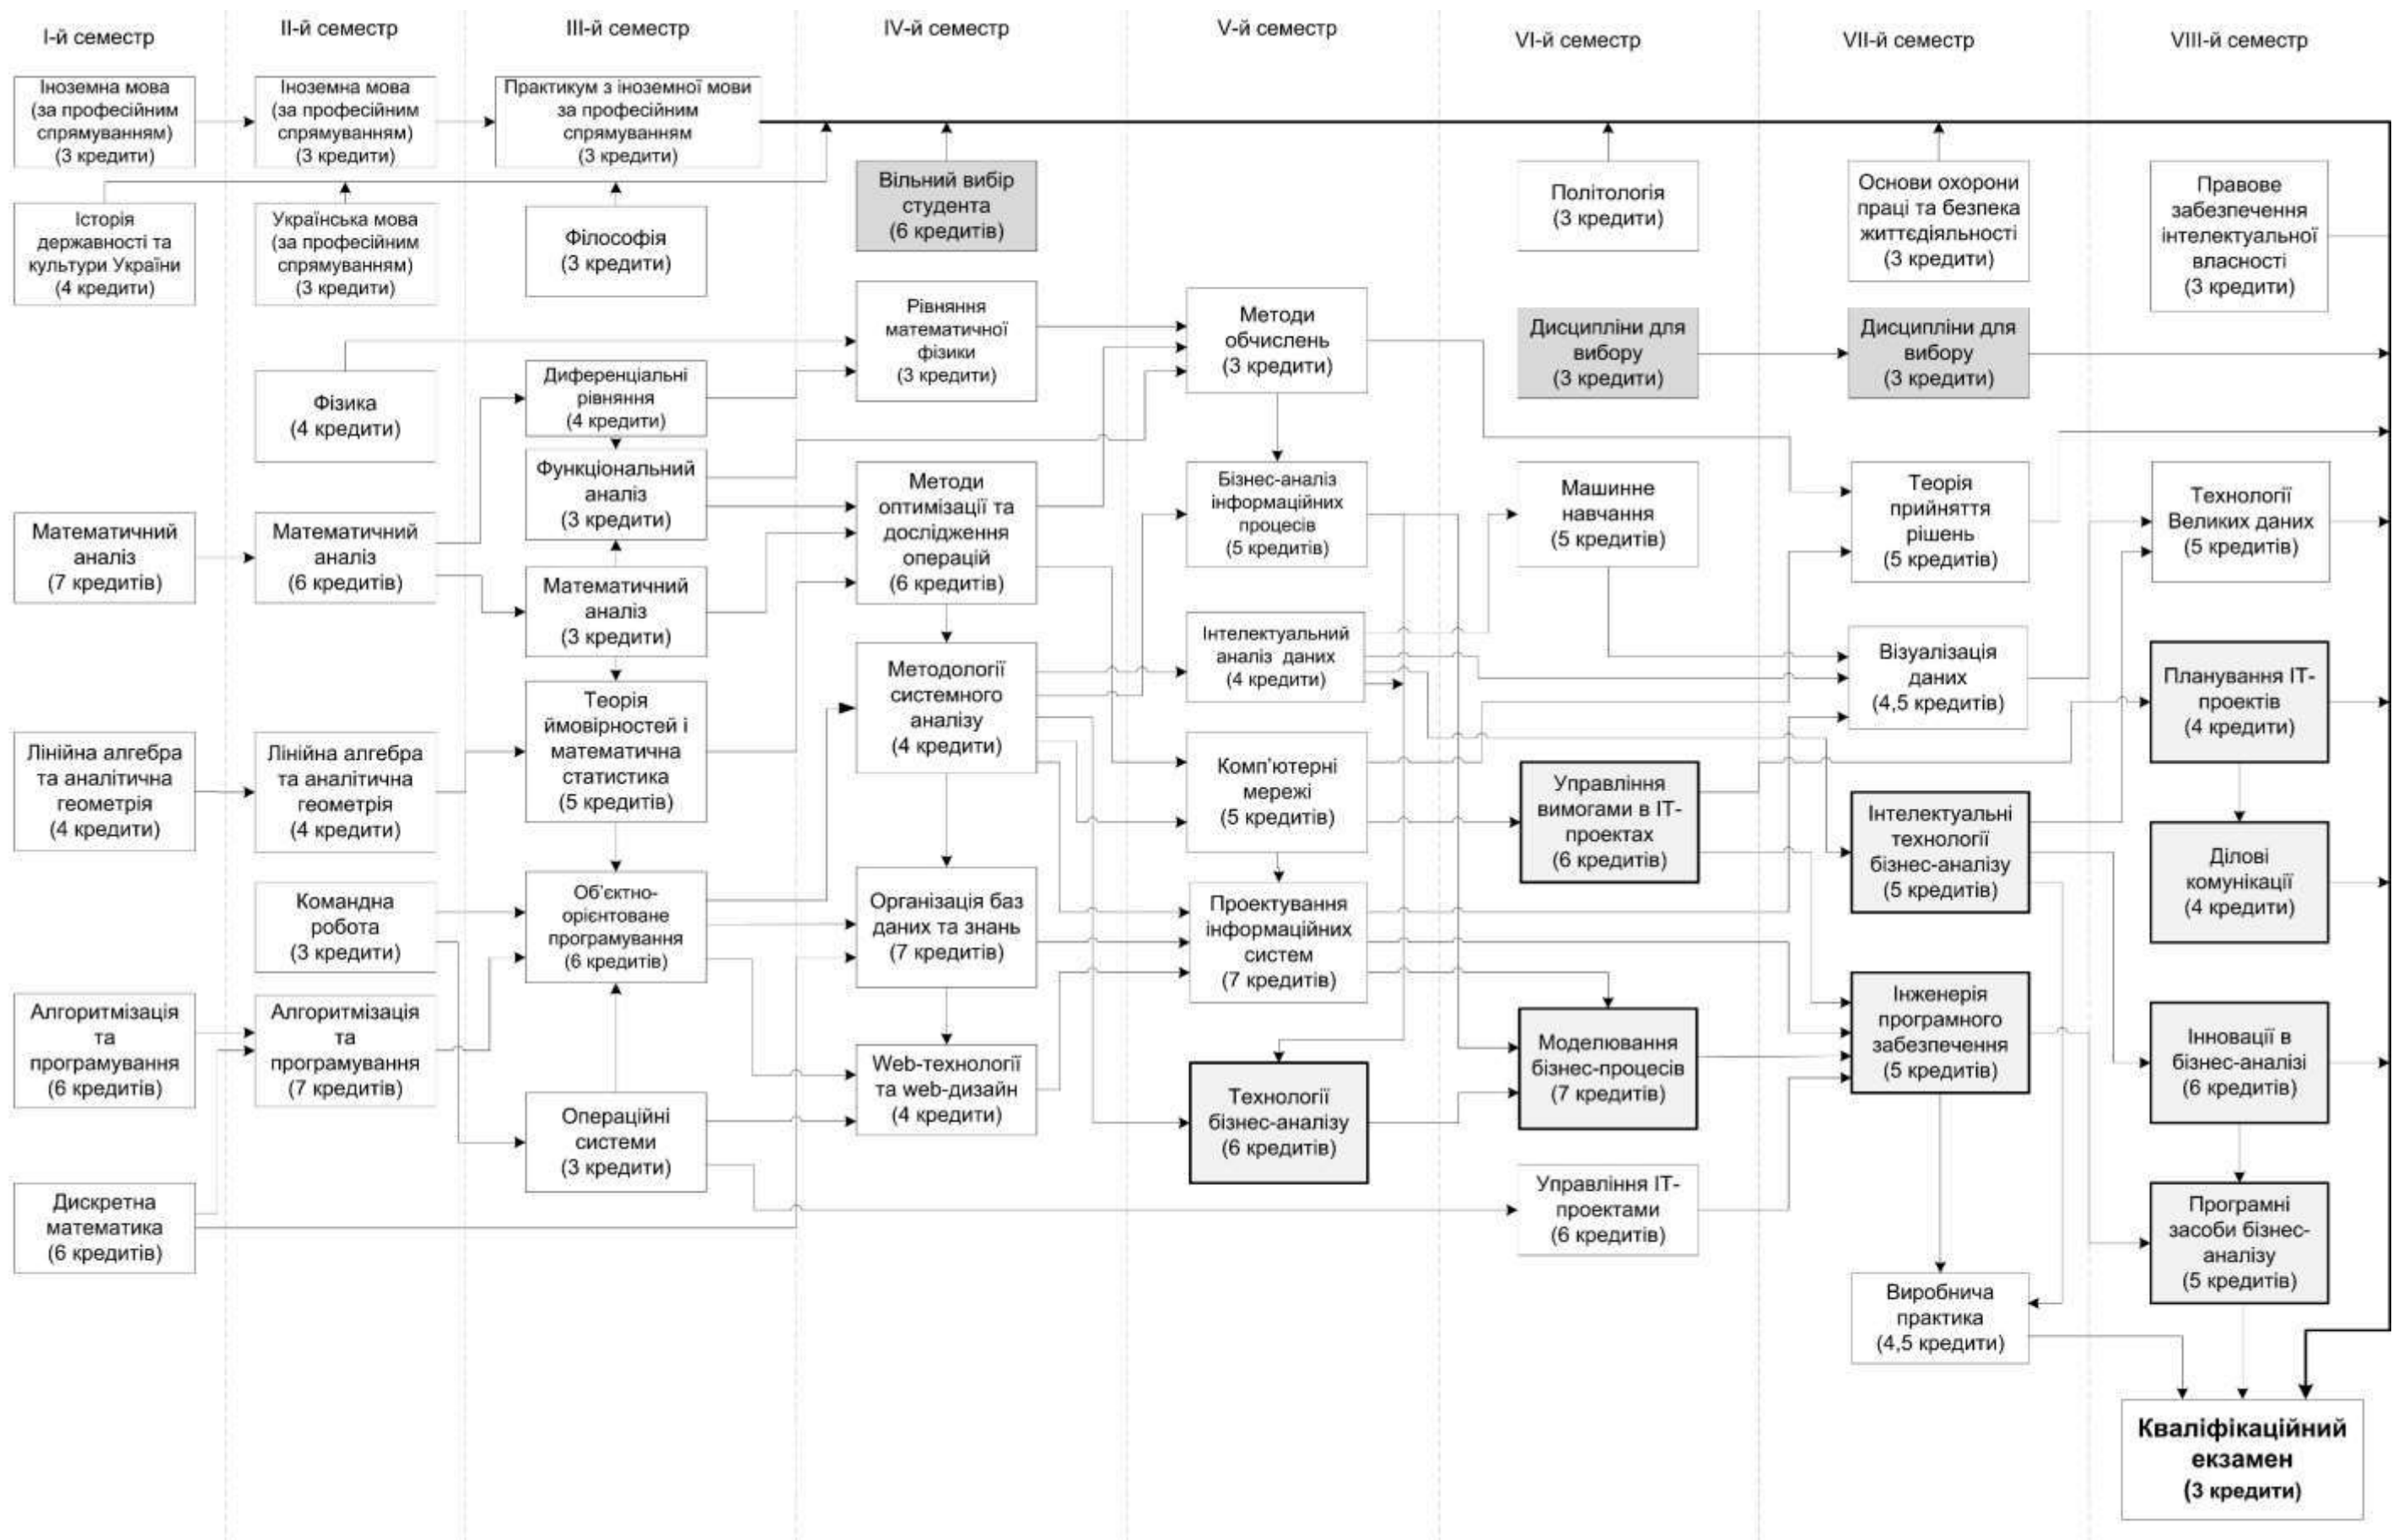 І-й семестр
ІІ-й семестр
ІІІ-й семестр
IV-й семестр
V-й семестр
VI-й семестр
VII-й семестр
VIII-й семестр
Іноземна мова
(за професійним
спрямуванням)
(3 кредити)
Історія
державності та
культури України
(4 кредити)
Математичний
аналіз
(7 кредитів)
Лінійна алгебра
та аналітична
геометрія
(4 кредити)
Алгоритмізація
та
програмування
(6 кредитів)
Дискретна
математика
(6 кредитів)
Іноземна мова
(за професійним
спрямуванням)
(3 кредити)
Українська мова
(за професійним
спрямуванням)
(3 кредити)
Фізика
(4 кредити)
Математичний
аналіз
(6 кредитів)
Лінійна алгебра
та аналітична
геометрія
(4 кредити)
Командна
робота
(3 кредити)
Алгоритмізація
та
програмування
(7 кредитів)
Практикум з іноземної мови
за професійним
спрямуванням
(3 кредити)
Філософія
(3 кредити)
Диференціальні
рівняння
(4 кредити)
Функціональний
аналіз
(3 кредити)
Математичний
аналіз
(3 кредити)
Теорія
ймовірностей і
математична
статистика
(5 кредитів)
Об'єктно-
орієнтоване
програмування
(6 кредитів)
Операційні
системи
(3 кредити)
Вільний вибір
студента
(6 кредитів)
Рівняння
математичної
фізики
(3 кредити)
Методи
оптимізації та
дослідження
операцій
(6 кредитів)
Методології
системного
аналізу
(4 кредити)
Організація баз
даних та знань
(7 кредитів)
Web-технології
та web-дизайн
(4 кредити)
Методи
обчислень
(3 кредити)
Бізнес-аналіз
інформаційних
процесів
(5 кредитів)
Інтелектуальний
аналіз даних
(4 кредити)
Комп'ютерні
мережі
(5 кредитів)
Проектування
інформаційних
систем
(7 кредитів)
Технології
бізнес-аналізу
(6 кредитів)
Політологія
(3 кредити)
Дисципліни для
вибору
(3 кредити)
Машинне
навчання
(5 кредитів)
Управління
вимогами в ІТ-
проектах
(6 кредитів)
Моделювання
бізнес-процесів
(7 кредитів)
Управління ІТ-
проектами
(6 кредитів)
Основи охорони
праці та безпека
життєдіяльності
(3 кредити)
Дисципліни для
вибору
(3 кредити)
Теорія
прийняття
рішень
(5 кредитів)
Візуалізація
даних
(4,5 кредитів)
Інтелектуальні
технології
бізнес-аналізу
(5 кредитів)
Інженерія
програмного
забезпечення
(5 кредитів)
Виробнича
практика
(4,5 кредити)
Правове
забезпечення
інтелектуальної
власності
(3 кредити)
Технології
Великих даних
(5 кредитів)
Планування ІТ-
проектів
(4 кредити)
Ділові
комунікації
(4 кредити)
Інновації в
бізнес-аналізі
(6 кредитів)
Програмні
засоби бізнес-
аналізу
(5 кредитів)
Кваліфікаційний
екзамен
(3 кредити)